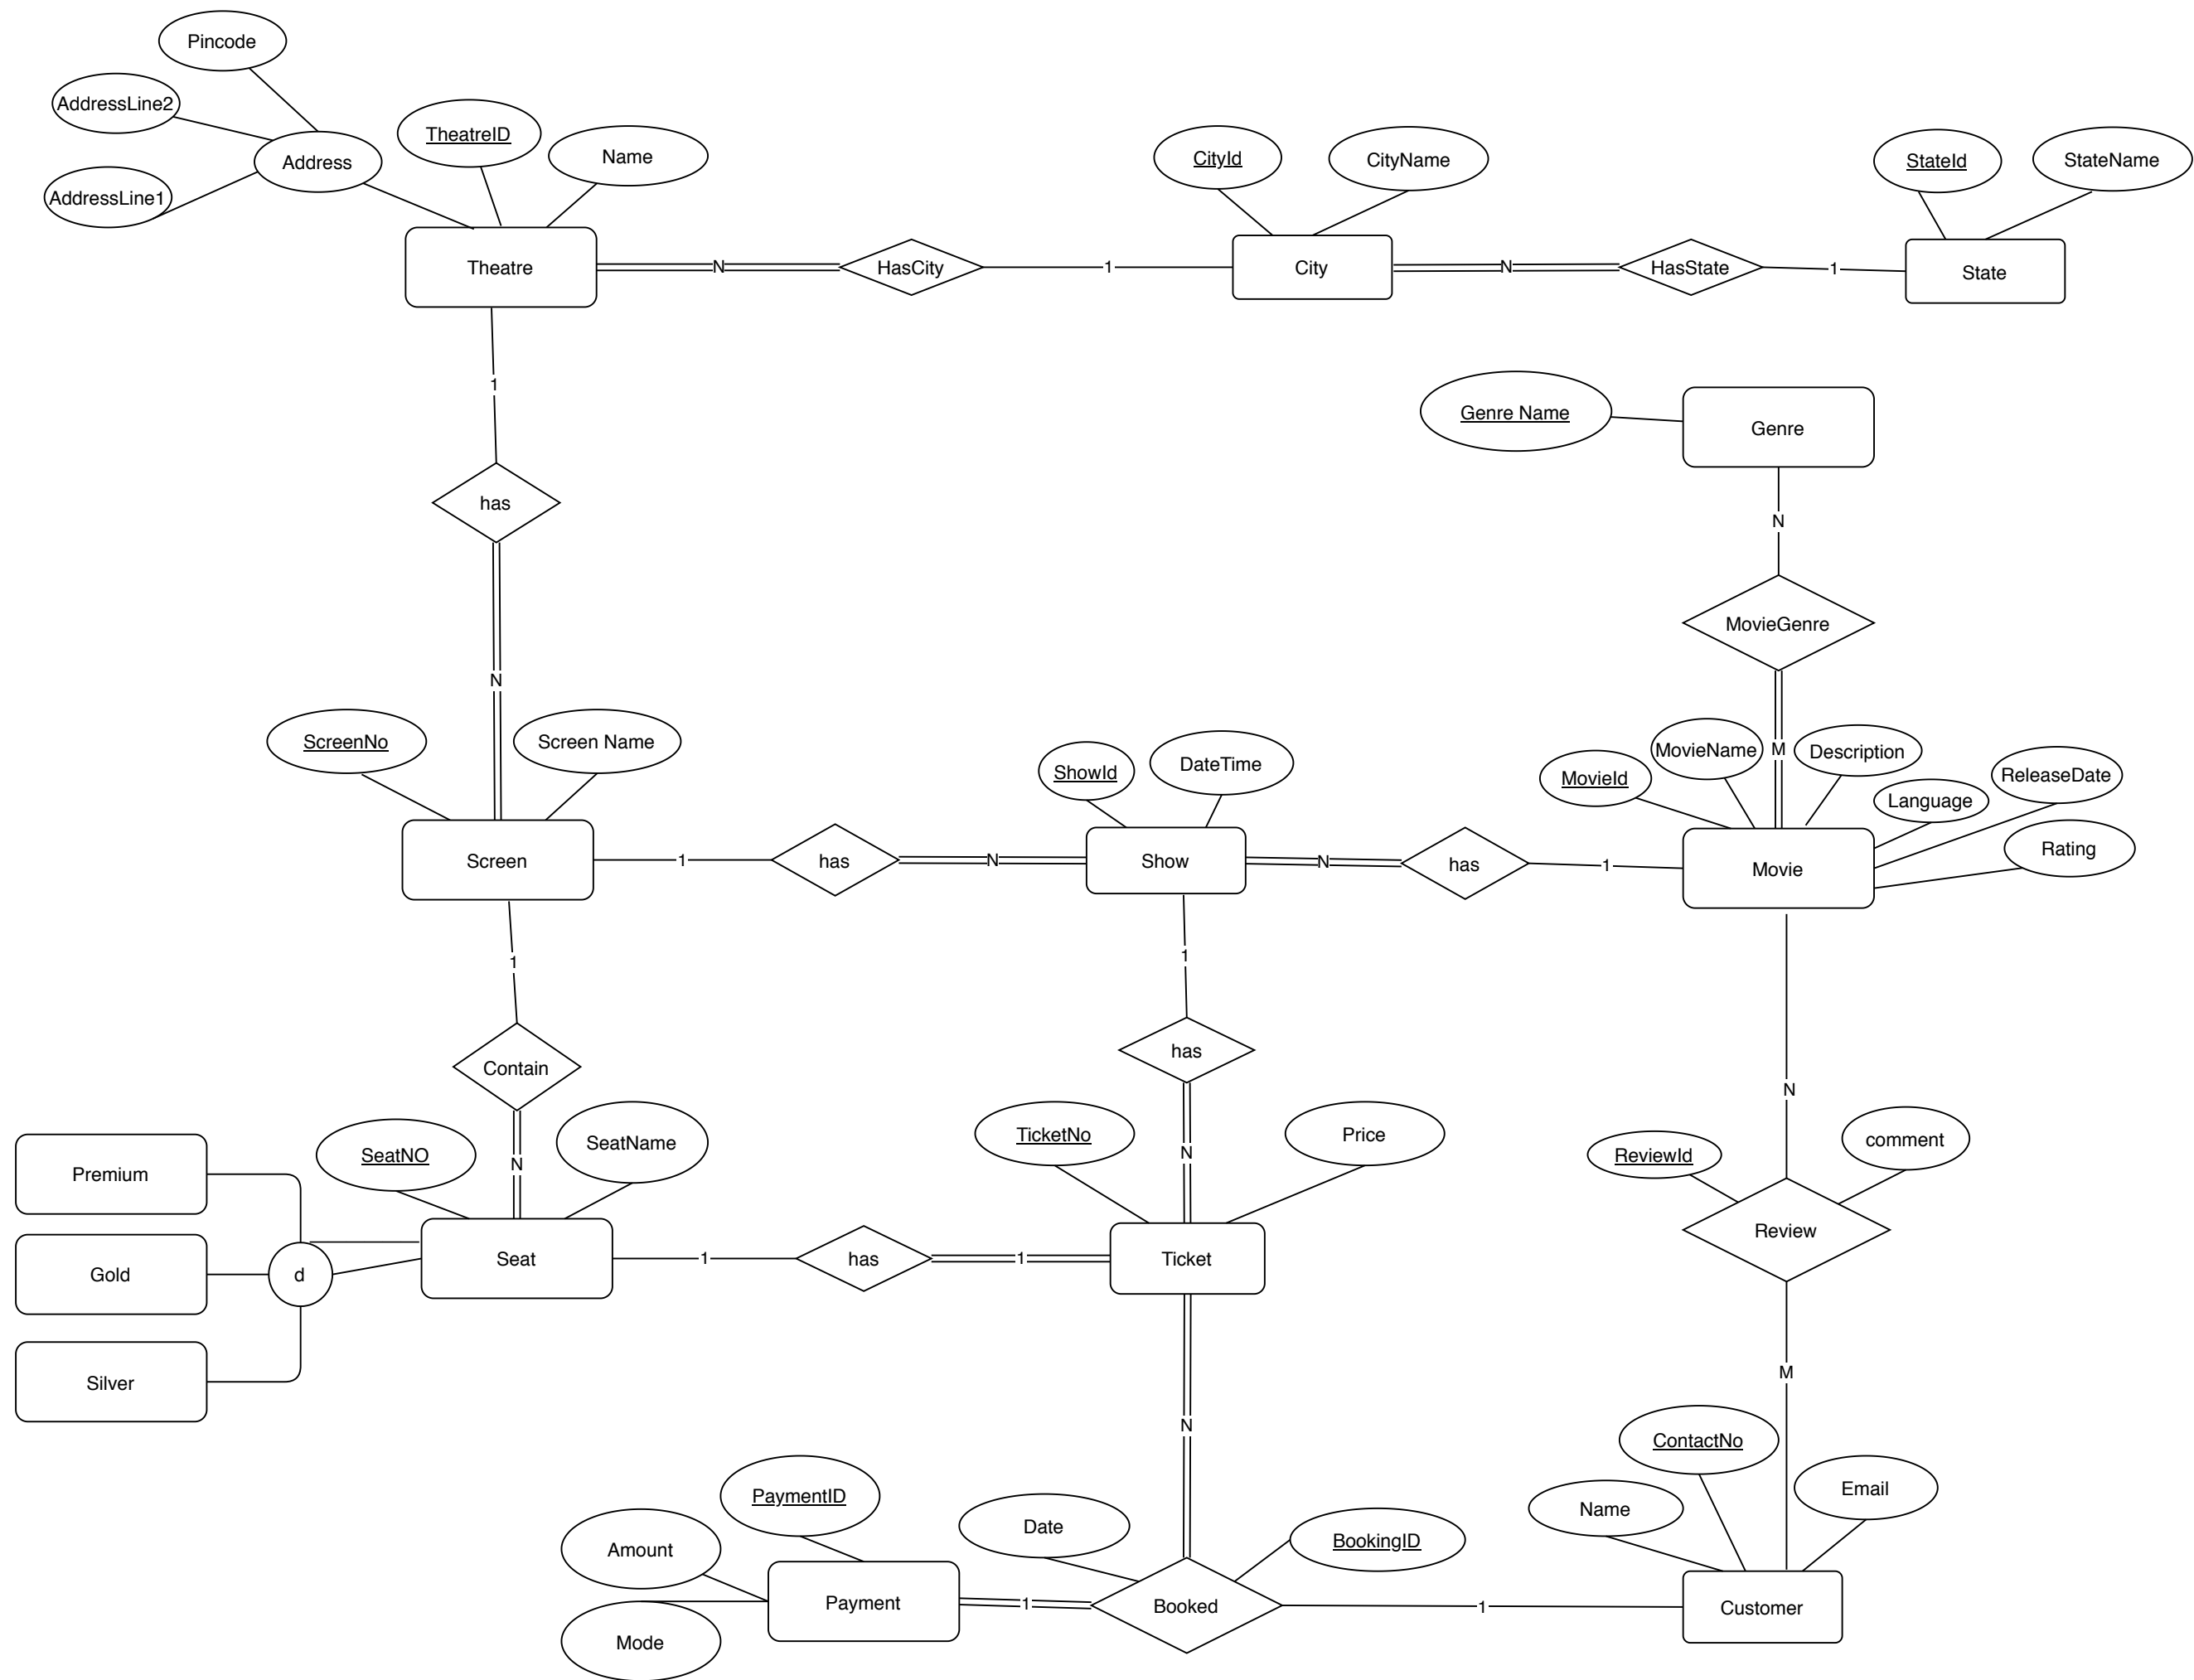 Pincode
AddressLine2
AddressLine1
Address
TheatreID
Name
CityId
CityName
StateId
StateName
Theatre
N
HasCity
1
City
N
HasState
1
State
1
Genre Name
Genre
has
N
MovieGenre
N
ScreenNo
Screen Name
ShowId
DateTime
MovieId
MovieName
M
Description
Language
ReleaseDate
Rating
Screen
1
has
N
Show
N
has
1
Movie
1
1
Contain
has
N
SeatNO
SeatName
N
TicketNo
Price
N
ReviewId
comment
Premium
Gold
Silver
d
Seat
1
has
1
Ticket
Review
M
N
PaymentID
Amount
Mode
Payment
1
Date
BookingID
Booked
1
ContactNo
Name
Email
Customer